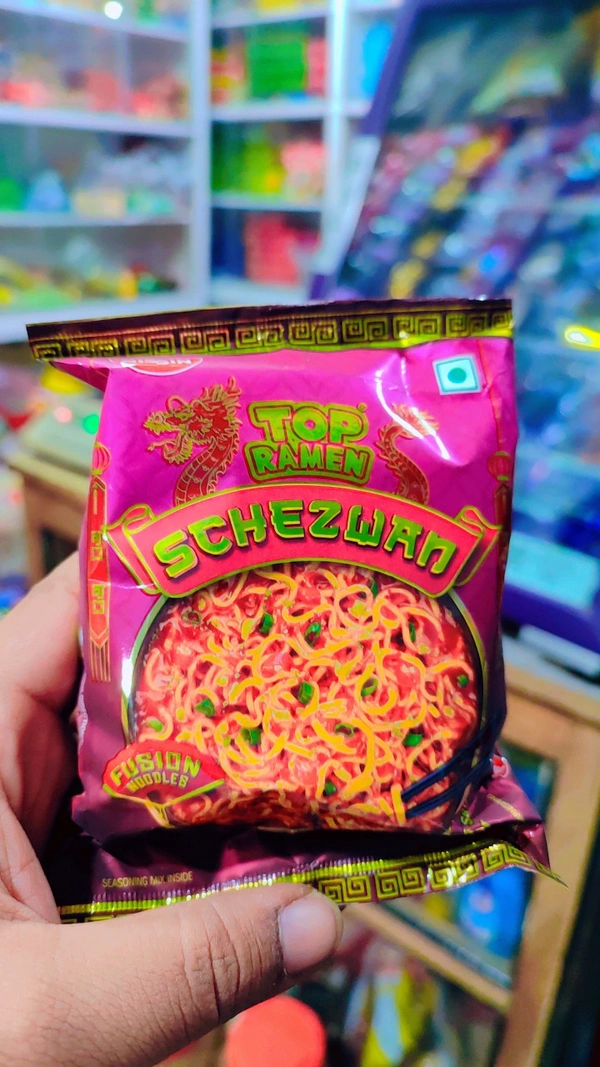 TOP
RAMEN
SCHEZWAN
FUSION
NOODLES
SEASONING MIX INSIDE